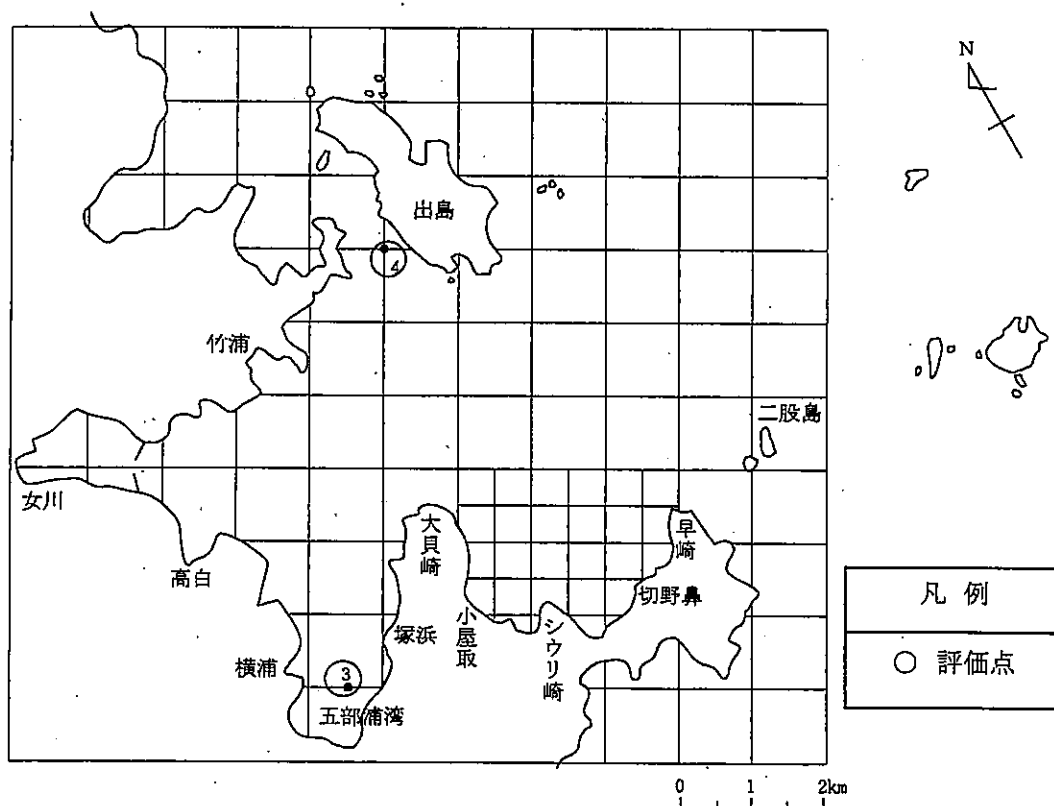 N
出島
4
竹浦
二股島
女川
大貝崎
早崎
高白
切野鼻
小屋取
シウリ崎
塚浜
横浦
3
五部浦湾
凡 例
○ 評価点
0 1 2km